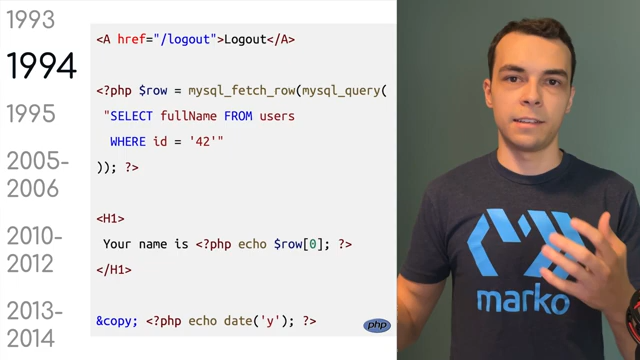 1993
1994
1995
2005-
2006
2010-
2012
2013-
2014
<A href="/logout">Logout</A>
<?php $row = mysql_fetch_row(mysql_query(
"SELECT fullName FROM users
WHERE id = '42'"
)); ?>
<H1>
Your name is <?php echo $row[0]; ?>
</H1>
&copy; <?php echo date('y'); ?>
php
marko